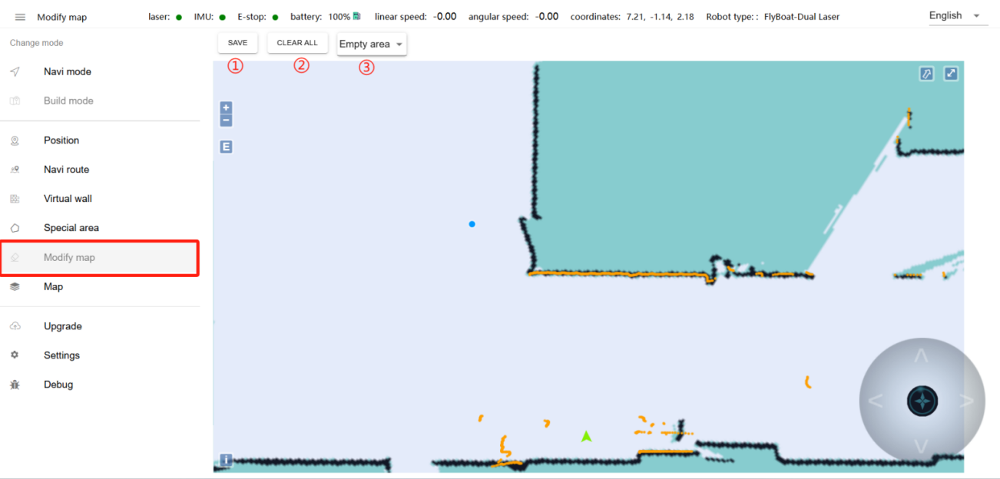 Modify map laser: IMU: E-stop: battery: 100% linear speed: -0.00 angular speed: -0.00 coordinates: 7.21, -1.14, 2.18 Robot type: : FlyBoat-Dual Laser English
Change mode
SAVE CLEAR ALL Empty area
① ② ③
Navi mode
Build mode
+
−
Position
E
Navi route
Virtual wall
Special area
Modify map
Map
Upgrade
Settings
Debug
i